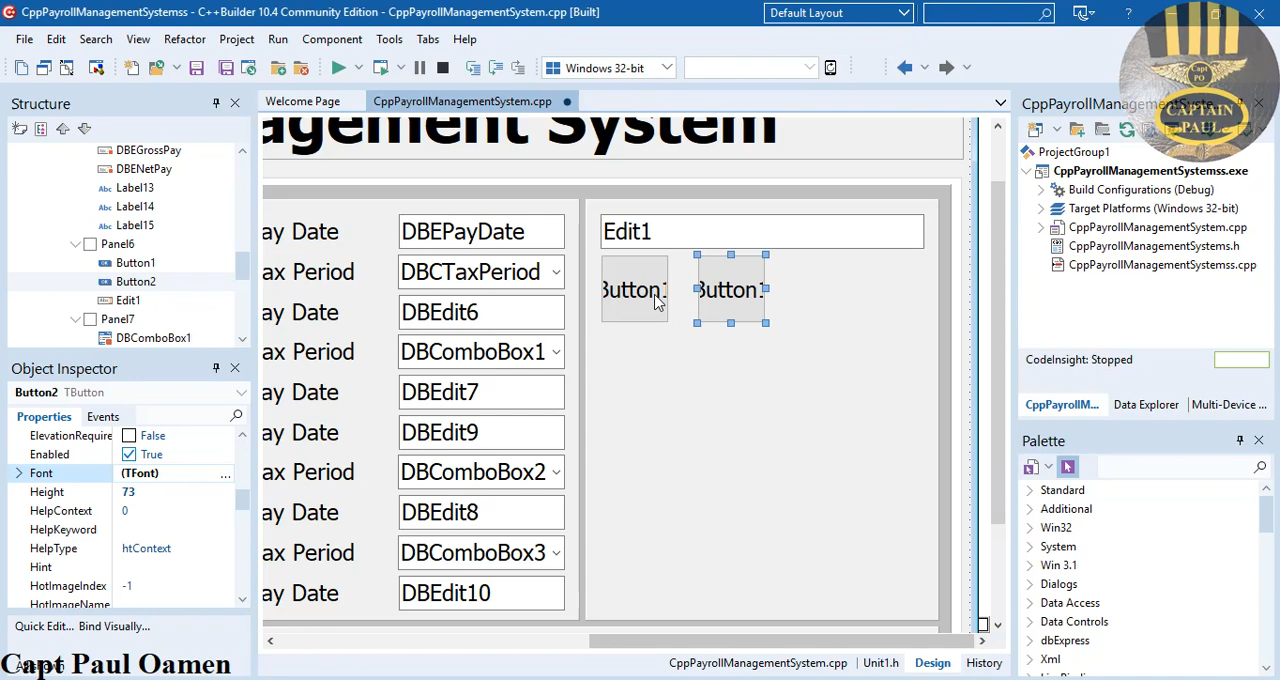 CppPayrollManagementSystemss - C++Builder 10.4 Community Edition - CppPayrollManagementSystem.cpp [Built]
Default Layout
File Edit Search View Refactor Project Run Component Tools Tabs Help
Windows 32-bit
Capt
PO
CAPTAIN
PAUL
Structure
DBEGrossPay
DBENetPay
Label13
Label14
Label15
Panel6
Button1
Button2
Edit1
Panel7
DBComboBox1
Object Inspector
Button2 TButton
Properties Events
ElevationRequire False
Enabled True
Font (TFont) ...
Height 73
HelpContext 0
HelpKeyword
HelpType htContext
Hint
HotImageIndex -1
HotImageName
Quick Edit... Bind Visually...
Capt Paul Oamen
Welcome Page CppPayrollManagementSystem.cpp
agement System
ay Date DBEPayDate
ax Period DBCTaxPeriod
ay Date DBEdit6
ax Period DBComboBox1
ay Date DBEdit7
ay Date DBEdit9
ax Period DBComboBox2
ay Date DBEdit8
ax Period DBComboBox3
ay Date DBEdit10
Edit1
Button1 Button1
CppPayrollManagementSystem.cpp Unit1.h Design History
CppPayrollManagementSyste
ProjectGroup1
CppPayrollManagementSystemss.exe
Build Configurations (Debug)
Target Platforms (Windows 32-bit)
CppPayrollManagementSystem.cpp
CppPayrollManagementSystems.h
CppPayrollManagementSystemss.cpp
CodeInsight: Stopped
CppPayrollM... Data Explorer Multi-Device ...
Palette
Standard
Additional
Win32
System
Win 3.1
Dialogs
Data Access
Data Controls
dbExpress
Xml